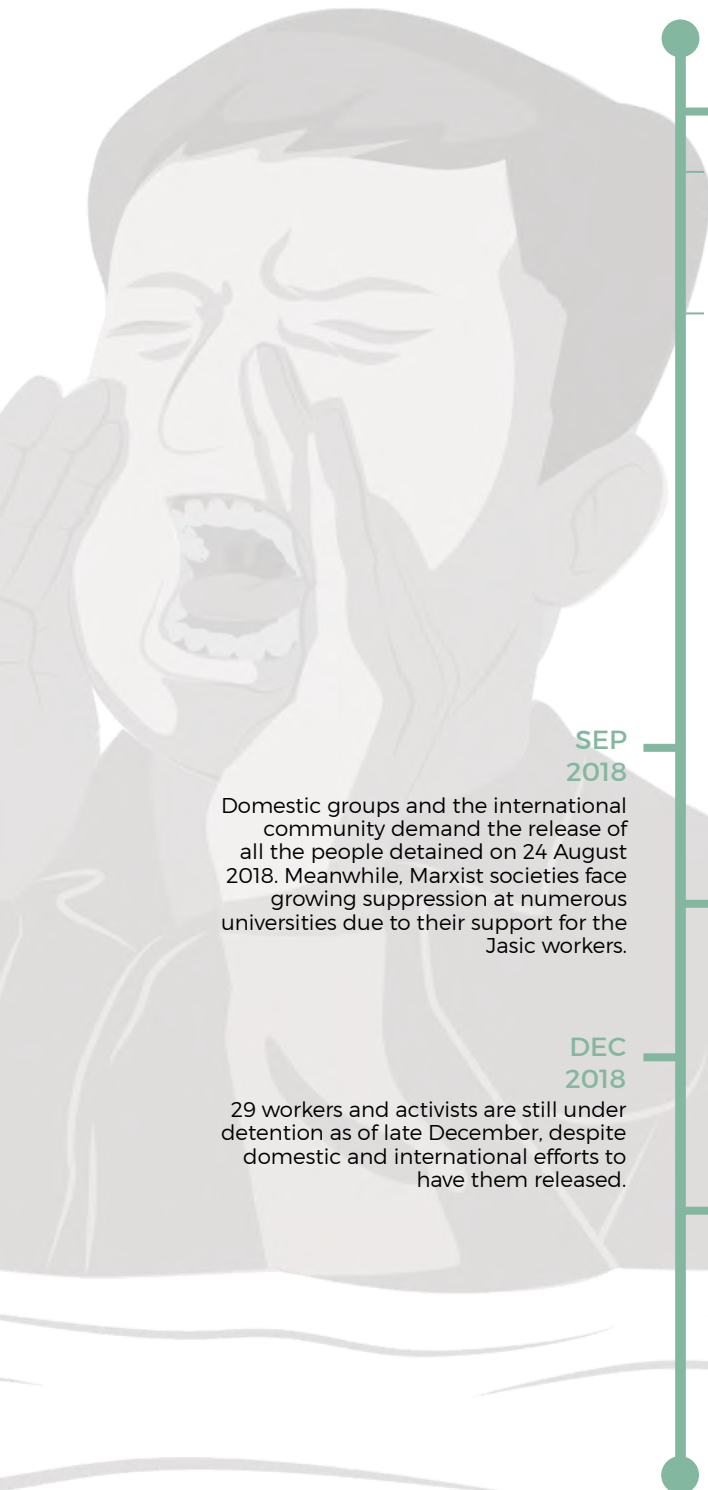 SEP
2018
Domestic groups and the international
community demand the release of
all the people detained on 24 August
2018. Meanwhile, Marxist societies face
growing suppression at numerous
universities due to their support for the
Jasic workers.
DEC
2018
29 workers and activists are still under
detention as of late December, despite
domestic and international efforts to
have them released.